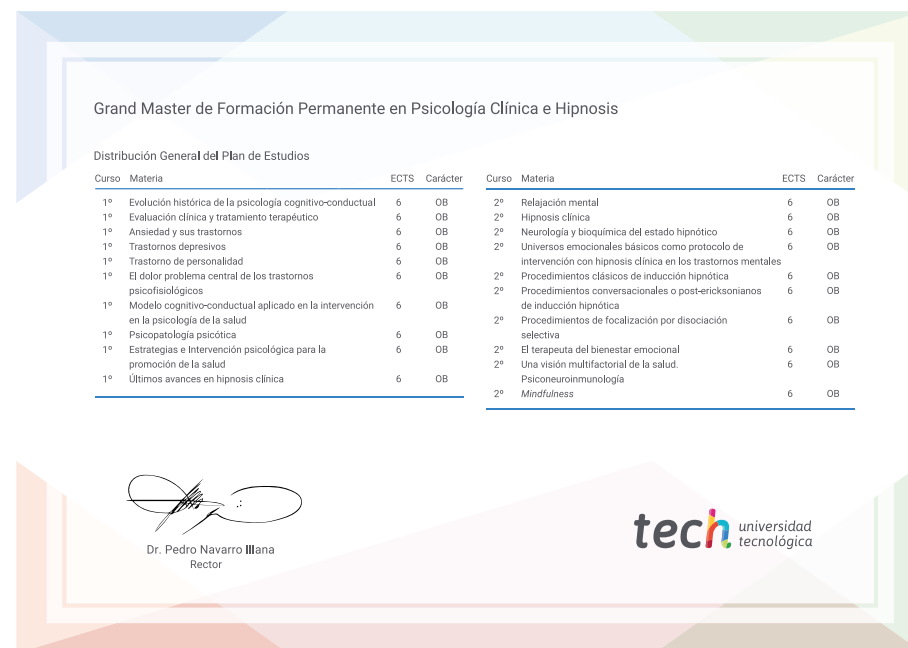 Grand Master de Formación Permanente en Psicología Clínica e Hipnosis
Distribución General del Plan de Estudios
Curso Materia ECTS Carácter
1º Evolución histórica de la psicología cognitivo-conductual 6 OB
1º Evaluación clínica y tratamiento terapéutico 6 OB
1º Ansiedad y sus trastornos 6 OB
1º Trastornos depresivos 6 OB
1º Trastorno de personalidad 6 OB
1º El dolor problema central de los trastornos 6 OB
psicofisiológicos
1º Modelo cognitivo-conductual aplicado en la intervención 6 OB
en la psicología de la salud
1º Psicopatología psicótica 6 OB
1º Estrategias e Intervención psicológica para la 6 OB
promoción de la salud
1º Últimos avances en hipnosis clínica 6 OB
Curso Materia ECTS Carácter
2º Relajación mental 6 OB
2º Hipnosis clínica 6 OB
2º Neurología y bioquímica del estado hipnótico 6 OB
2º Universos emocionales básicos como protocolo de 6 OB
intervención con hipnosis clínica en los trastornos mentales
2º Procedimientos clásicos de inducción hipnótica 6 OB
2º Procedimientos conversacionales o post-ericksonianos 6 OB
de inducción hipnótica
2º Procedimientos de focalización por disociación 6 OB
selectiva
2º El terapeuta del bienestar emocional 6 OB
2º Una visión multifactorial de la salud. 6 OB
Psiconeuroinmunología
2º Mindfulness 6 OB
Dr. Pedro Navarro Illana
Rector
tech universidad
tecnológica